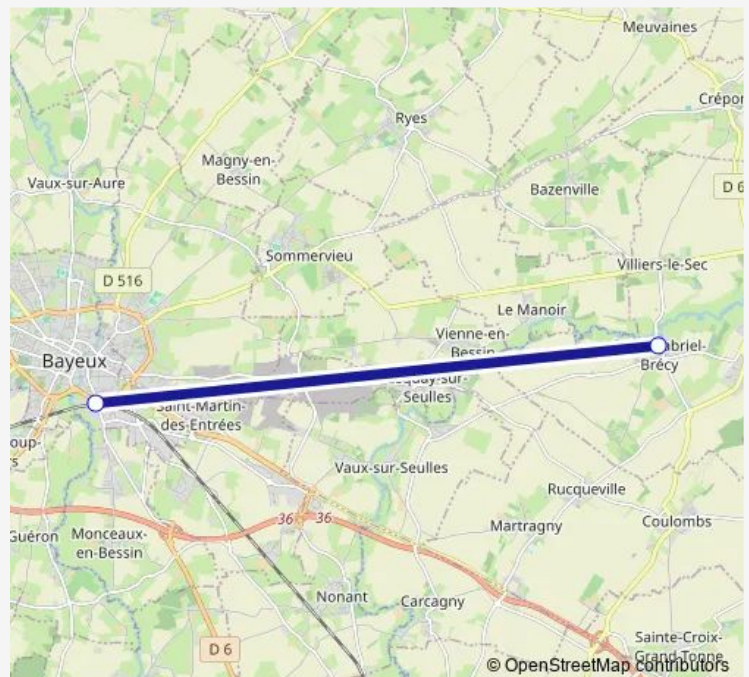 Meuvaines
Crépon
Ryes
Magny-en-
Bessin
Vaux-sur-Aure
Bazenville
D 6
Sommervieu
Villiers-le-Sec
D 516
Le Manoir
Vienne-en-
Bessin
Bayeux
Brécy
Seulles
Saint-Martin-
des-Entrées
Vaux-sur-Seulles
Rucqueville
36
36
Martragny
Coulombs
Guéron
Monceaux-
en-Bessin
Nonant
Carcagny
D 6
Sainte-Croix-
Grand-Tonne
© OpenStreetMap contributors